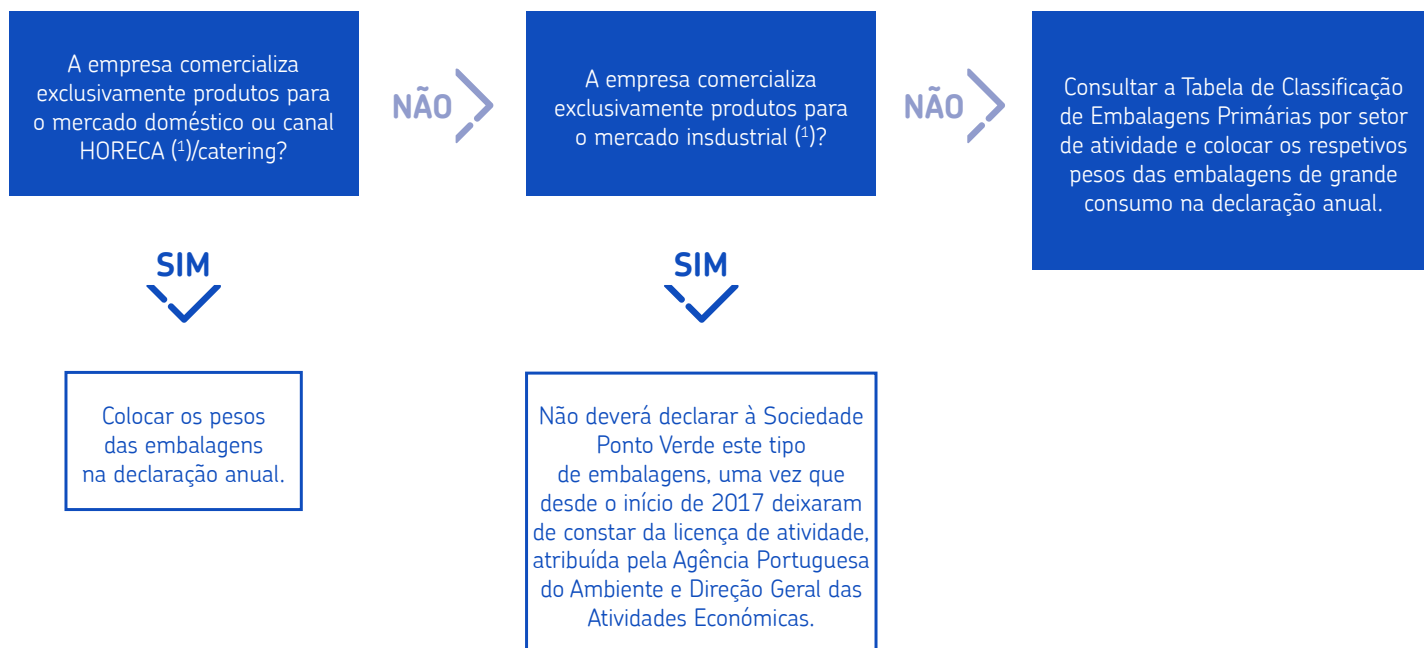 A empresa comercializa
exclusivamente produtos para
o mercado doméstico ou canal
HORECA (¹)/catering?
NÃO
A empresa comercializa
exclusivamente produtos para
o mercado insdustrial (¹)?
NÃO
Consultar a Tabela de Classificação
de Embalagens Primárias por setor
de atividade e colocar os respetivos
pesos das embalagens de grande
consumo na declaração anual.
SIM
SIM
Colocar os pesos
das embalagens
na declaração anual.
Não deverá declarar à Sociedade
Ponto Verde este tipo
de embalagens, uma vez que
desde o início de 2017 deixaram
de constar da licença de atividade,
atribuída pela Agência Portuguesa
do Ambiente e Direção Geral das
Atividades Económicas.